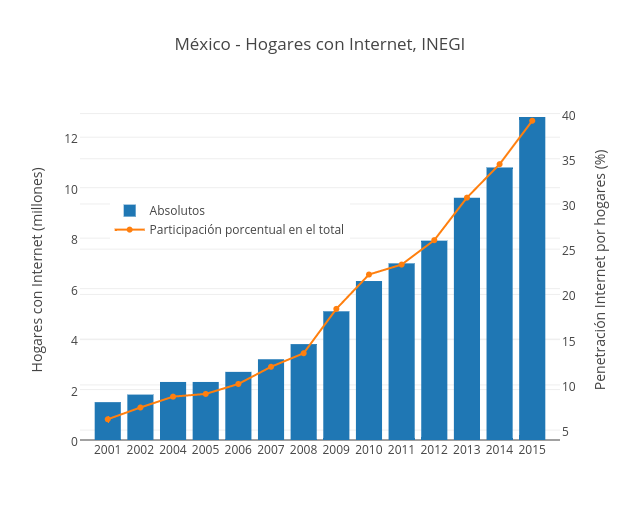 México - Hogares con Internet, INEGI
Hogares con Internet (millones)
12
10
8
6
4
2
0
Absolutos
Participación porcentual en el total
40
35
30
25
20
15
10
5
Penetración Internet por hogares (%)
2001 2002 2004 2005 2006 2007 2008 2009 2010 2011 2012 2013 2014 2015